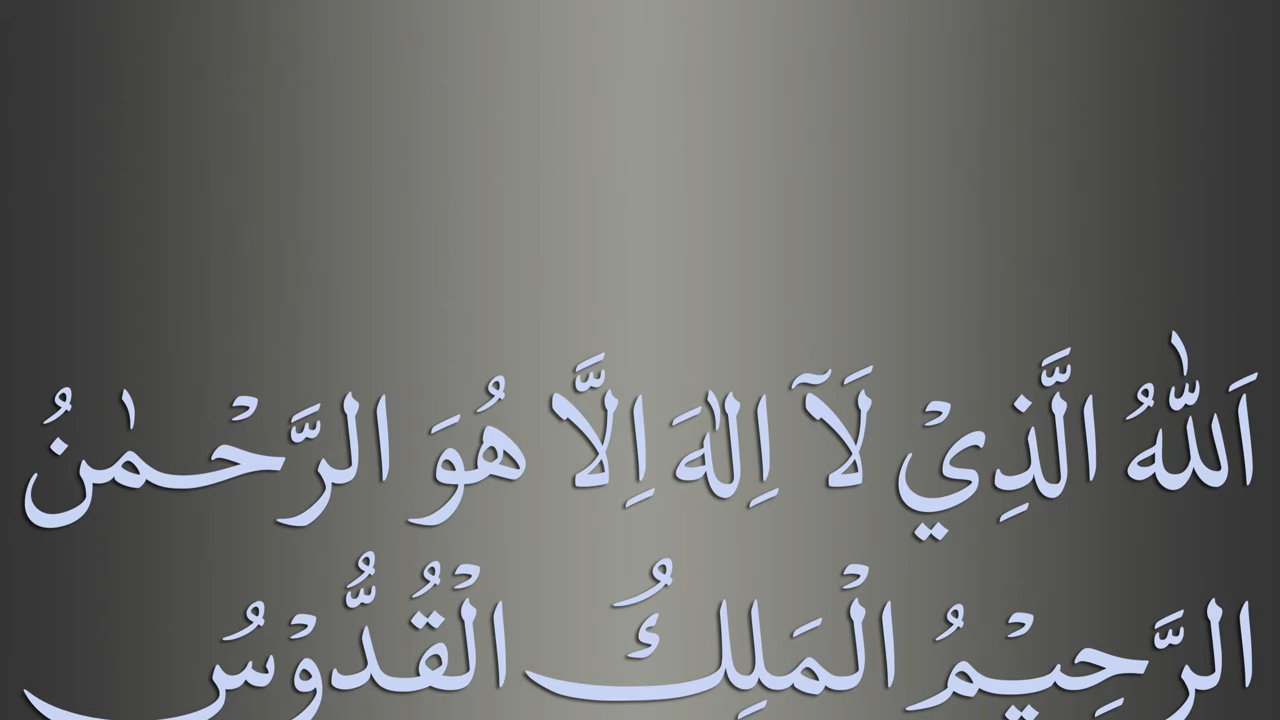 اَللّٰهُ الَّذِيْ لَآ اِلٰهَ اِلَّا هُوَ الرَّحْمٰنُ
الرَّحِيْمُ الْمَلِكُ الْقُدُّوْسُ